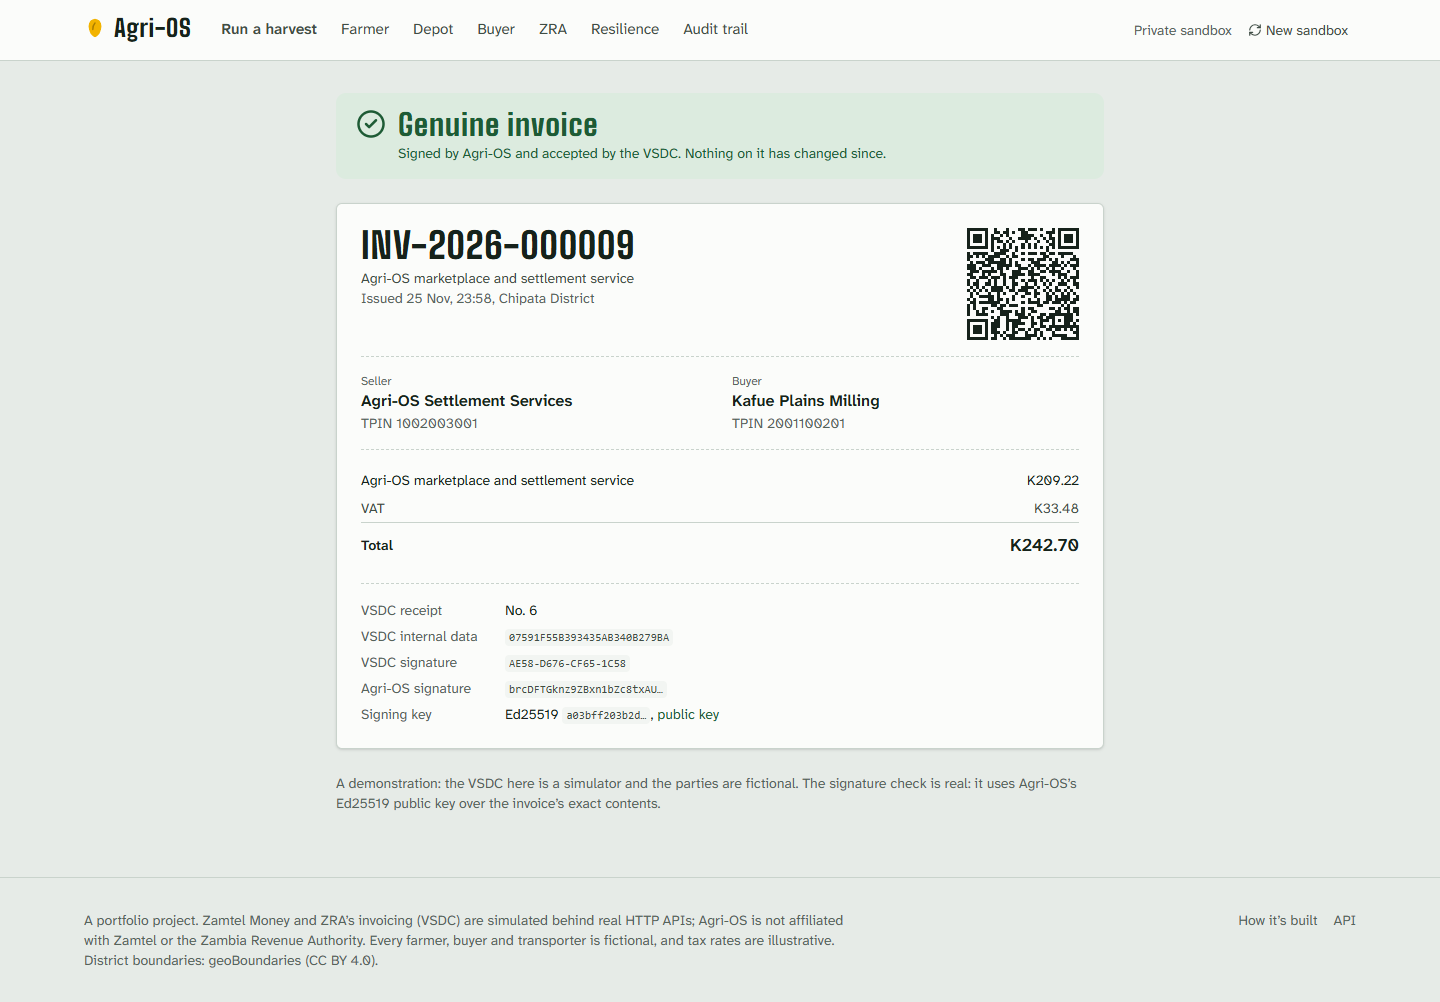 Agri-OS
Run a harvest
Farmer
Depot
Buyer
ZRA
Resilience
Audit trail
Private sandbox
New sandbox
Genuine invoice
Signed by Agri-OS and accepted by the VSDC. Nothing on it has changed since.
INV-2026-000009
Agri-OS marketplace and settlement service
Issued 25 Nov, 23:58, Chipata District
Seller
Agri-OS Settlement Services
TPIN 1002003001
Buyer
Kafue Plains Milling
TPIN 2001100201
Agri-OS marketplace and settlement service K209.22
VAT K33.48
Total K242.70
VSDC receipt No. 6
VSDC internal data 07591F55B393435AB340B279BA
VSDC signature AE58-D676-CF65-1C58
Agri-OS signature brcDFTGknz9ZBxn1bZc8txAU…
Signing key Ed25519 a03bff203b2d…, public key
A demonstration: the VSDC here is a simulator and the parties are fictional. The signature check is real: it uses Agri-OS’s
Ed25519 public key over the invoice’s exact contents.
A portfolio project. Zamtel Money and ZRA’s invoicing (VSDC) are simulated behind real HTTP APIs; Agri-OS is not affiliated
with Zamtel or the Zambia Revenue Authority. Every farmer, buyer and transporter is fictional, and tax rates are illustrative.
District boundaries: geoBoundaries (CC BY 4.0).
How it’s built
API